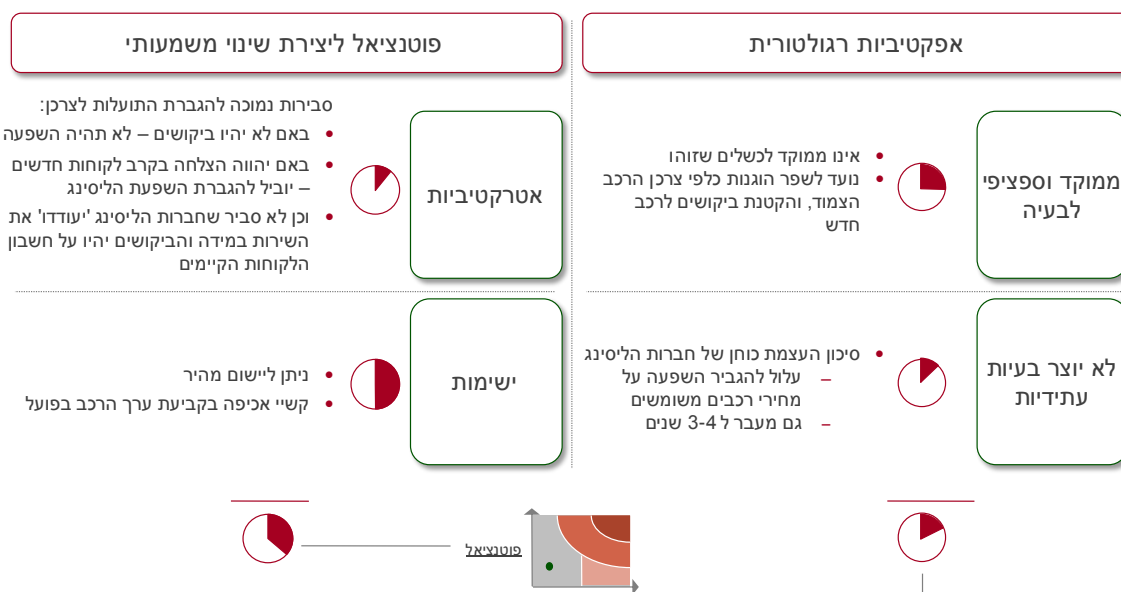 אפקטיביות רגולטורית
ממוקד וספציפי
לבעיה
• אינו ממוקד לכשלים שזוהו
• נועד לשפר הוגנות כלפי צרכן הרכב
הצמוד, והקטנת ביקושים לרכב
חדש
לא יוצר בעיות
עתידיות
• סיכון העצמת כוחן של חברות הליסינג
– עלול להגביר השפעה על
מחירי רכבים משומשים
– גם מעבר ל 3-4 שנים
פוטנציאל ליצירת שינוי משמעותי
אטרקטיביות
סבירות נמוכה להגברת התועלות לצרכן:
• באם לא יהיו ביקושים – לא תהיה השפעה
• באם יהווה הצלחה בקרב לקוחות חדשים
– יוביל להגברת השפעת הליסינג
• וכן לא סביר שחברות הליסינג 'יעודדו' את
השירות במידה והביקושים יהיו על חשבון
הלקוחות הקיימים
ישימות
• ניתן ליישום מהיר
• קשיי אכיפה בקביעת ערך הרכב בפועל
פוטנציאל